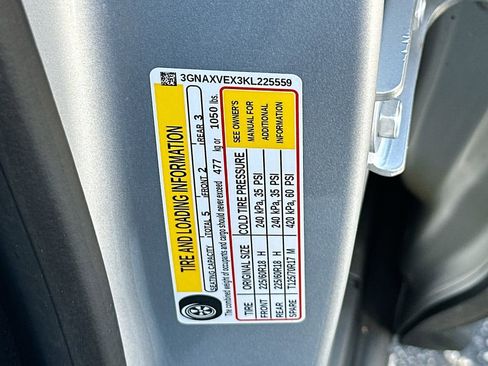 3GNAXVEX3KL225559
TIRE AND LOADING INFORMATION
SEATING CAPACITY TOTAL 5 FRONT 2 REAR 3
The combined weight of occupants and cargo should never exceed 477 kg or 1050 lbs.
TIRE ORIGINAL SIZE COLD TIRE PRESSURE
FRONT 225/60R18 H 240 kPa, 35 PSI
REAR 225/60R18 H 240 kPa, 35 PSI
SPARE T125/70R17 M 420 kPa, 60 PSI
SEE OWNER'S
MANUAL FOR
ADDITIONAL
INFORMATION